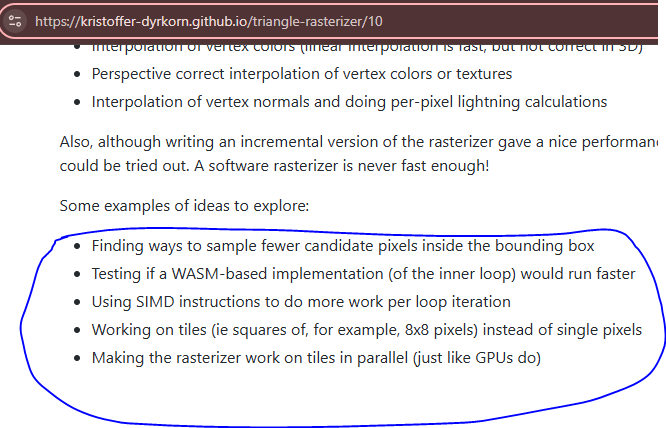 https://kristoffer-dyrkorn.github.io/triangle-rasterizer/10
Interpolation of vertex colors (linear interpolation is fast, but not correct in 3D)
Perspective correct interpolation of vertex colors or textures
Interpolation of vertex normals and doing per-pixel lightning calculations
Also, although writing an incremental version of the rasterizer gave a nice performan
could be tried out. A software rasterizer is never fast enough!
Some examples of ideas to explore:
Finding ways to sample fewer candidate pixels inside the bounding box
Testing if a WASM-based implementation (of the inner loop) would run faster
Using SIMD instructions to do more work per loop iteration
Working on tiles (ie squares of, for example, 8x8 pixels) instead of single pixels
Making the rasterizer work on tiles in parallel (just like GPUs do)